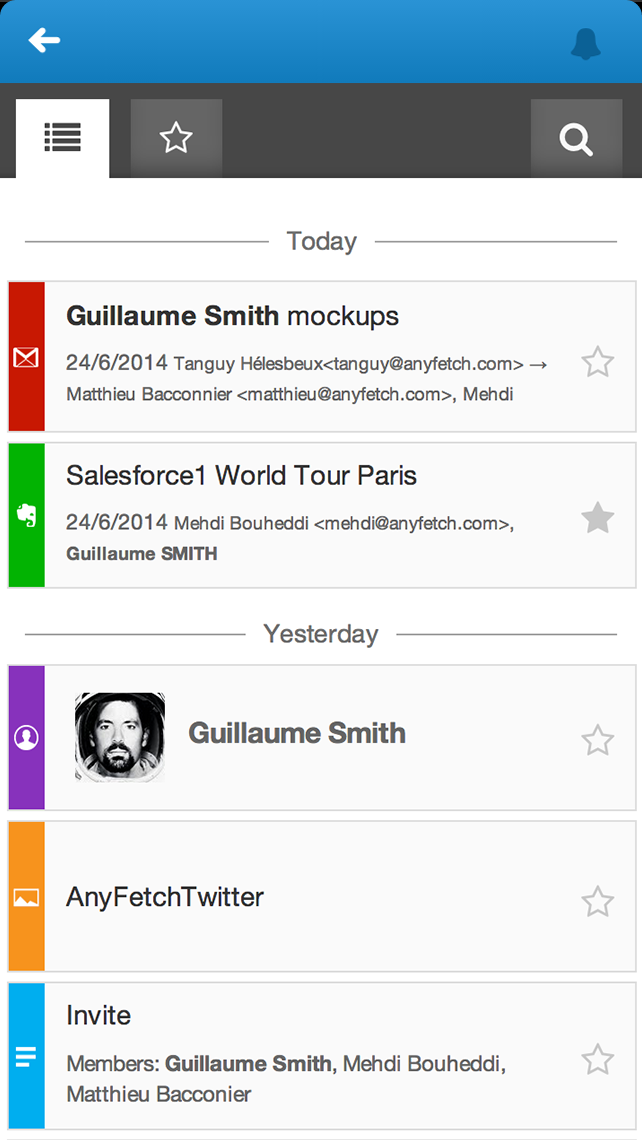 Today
Guillaume Smith mockups
24/6/2014 Tanguy Hélesbeux<tanguy@anyfetch.com> →
Matthieu Bacconnier <matthieu@anyfetch.com>, Mehdi
Salesforce1 World Tour Paris
24/6/2014 Mehdi Bouheddi <mehdi@anyfetch.com>,
Guillaume SMITH
Yesterday
Guillaume Smith
AnyFetchTwitter
Invite
Members: Guillaume Smith, Mehdi Bouheddi,
Matthieu Bacconier